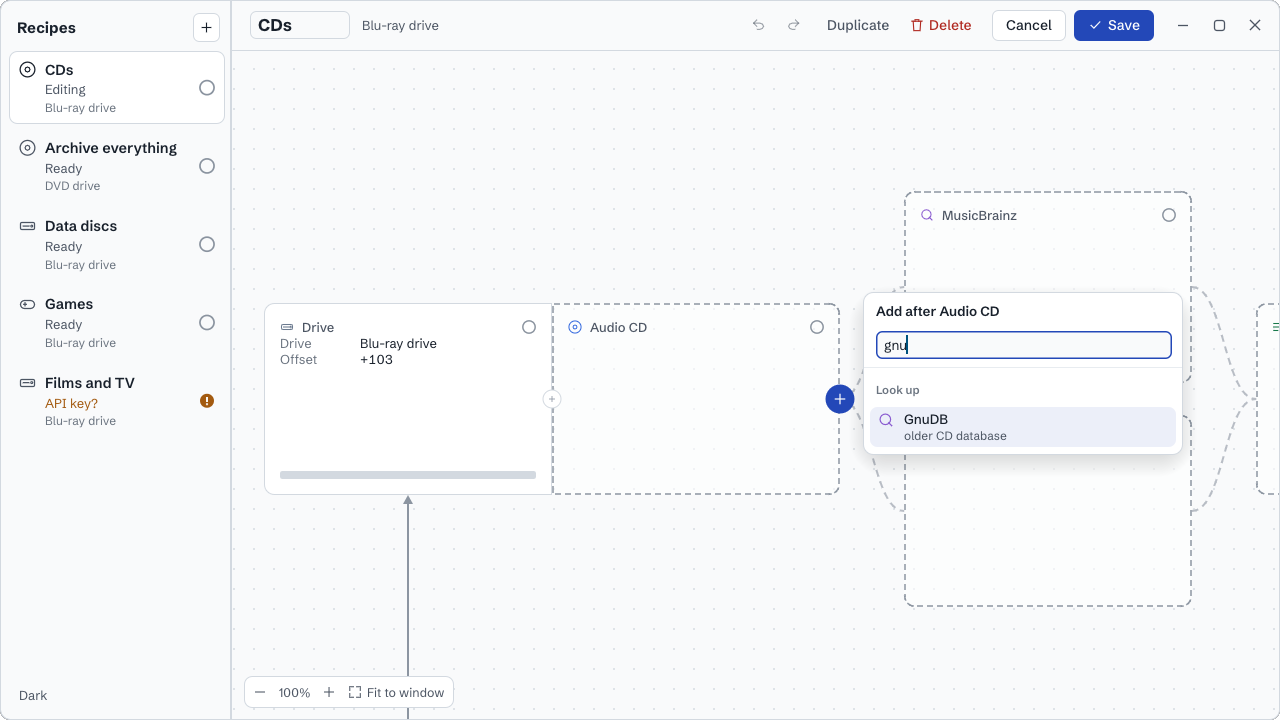 Recipes
CDs
Editing
Blu-ray drive
Archive everything
Ready
DVD drive
Data discs
Ready
Blu-ray drive
Games
Ready
Blu-ray drive
Films and TV
API key?
Blu-ray drive
Dark
CDs
Blu-ray drive
Duplicate
Delete
Cancel
Save
Drive
Drive Blu-ray drive
Offset +103
Audio CD
MusicBrainz
Add after Audio CD
gnu
Look up
GnuDB
older CD database
100%
Fit to window